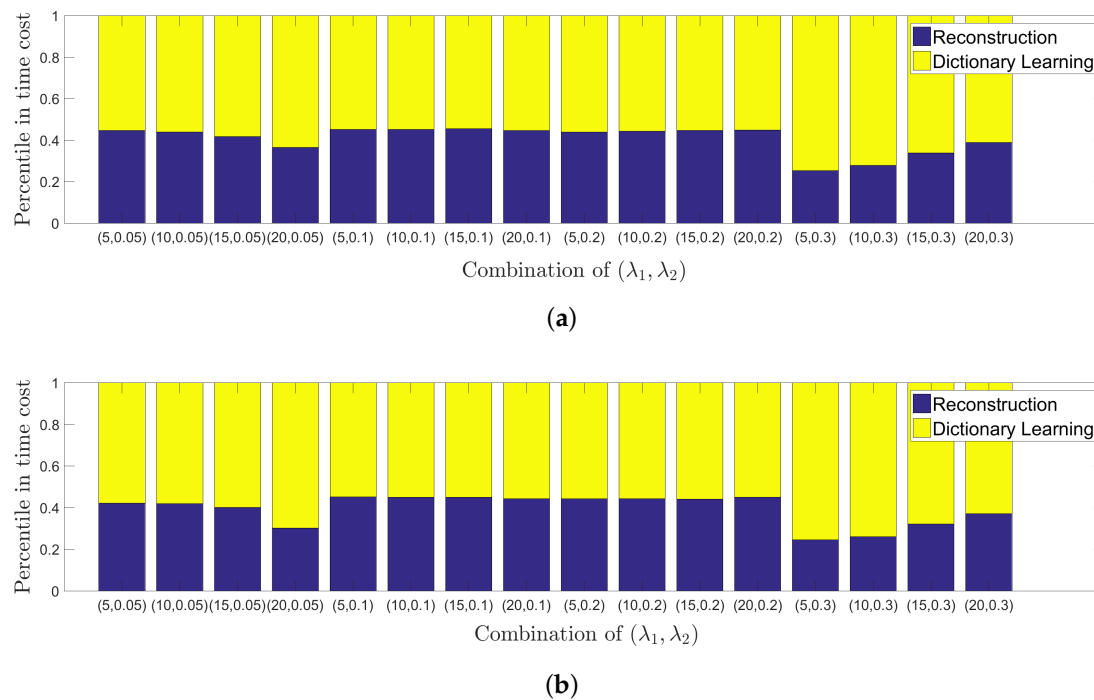 1
0.8
0.6
0.4
0.2
0
Percentile in time cost
Reconstruction
Dictionary Learning
(5,0.05) (10,0.05) (15,0.05) (20,0.05) (5,0.1) (10,0.1) (15,0.1) (20,0.1) (5,0.2) (10,0.2) (15,0.2) (20,0.2) (5,0.3) (10,0.3) (15,0.3) (20,0.3)
Combination of (λ₁, λ₂)
(a)
1
0.8
0.6
0.4
0.2
0
Percentile in time cost
Reconstruction
Dictionary Learning
(5,0.05) (10,0.05) (15,0.05) (20,0.05) (5,0.1) (10,0.1) (15,0.1) (20,0.1) (5,0.2) (10,0.2) (15,0.2) (20,0.2) (5,0.3) (10,0.3) (15,0.3) (20,0.3)
Combination of (λ₁, λ₂)
(b)